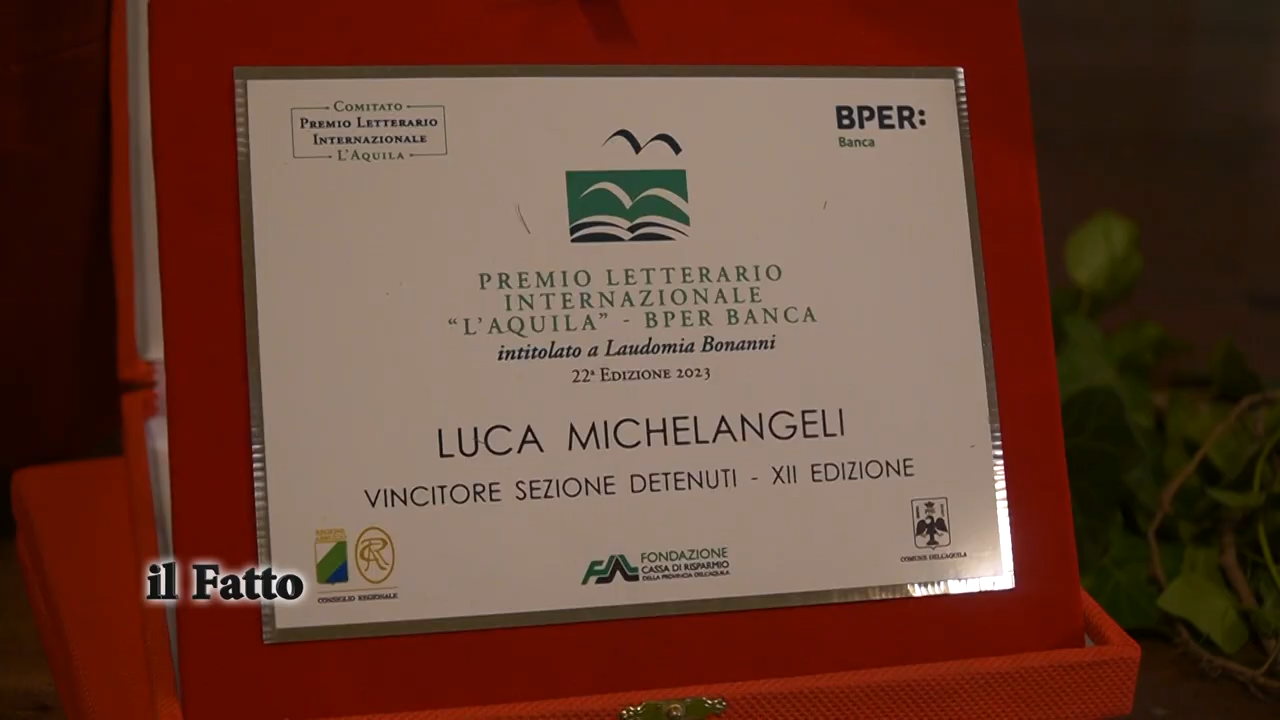 COMITATO
PREMIO LETTERARIO
INTERNAZIONALE
L'AQUILA
BPER:
Banca
PREMIO LETTERARIO
INTERNAZIONALE
“L'AQUILA” - BPER BANCA
intitolato a Laudomia Bonanni
22ª EDIZIONE 2023
LUCA MICHELANGELI
VINCITORE SEZIONE DETENUTI - XII EDIZIONE
REGIONE
ABRUZZO
CONSIGLIO REGIONALE
FONDAZIONE
CASSA DI RISPARMIO
DELLA PROVINCIA DELL'AQUILA
COMUNE DELL'AQUILA
il Fatto